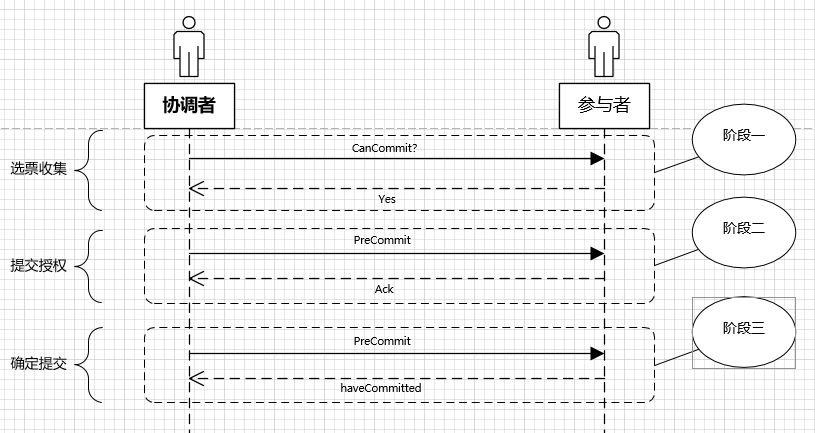 协调者
参与者
阶段一
选票收集
CanCommit?
Yes
阶段二
提交授权
PreCommit
Ack
阶段三
确定提交
PreCommit
haveCommitted